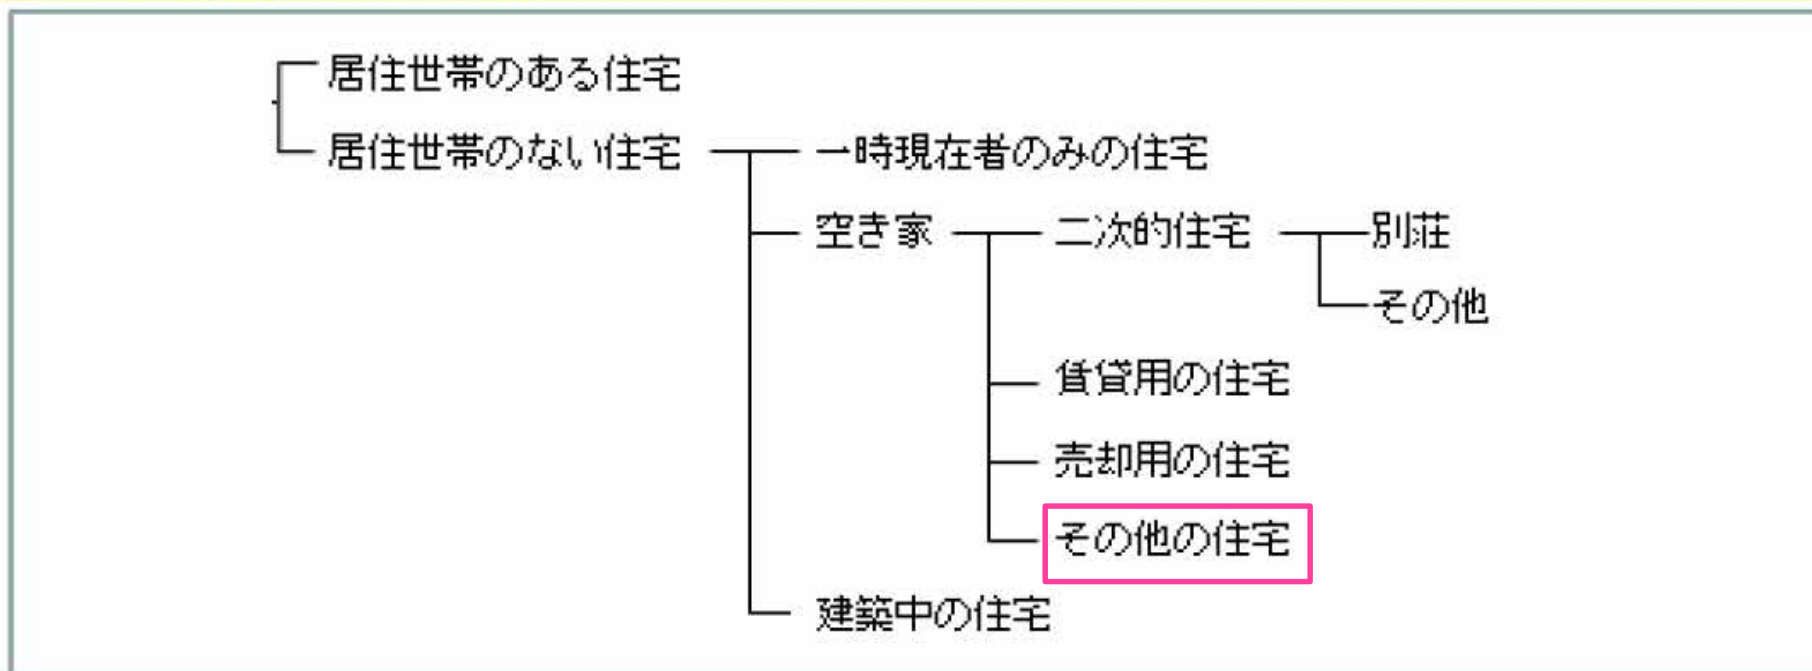 居住世帯のある住宅
居住世帯のない住宅 一時現在者のみの住宅
空き家 二次的住宅 別荘
その他
賃貸用の住宅
売却用の住宅
その他の住宅
建築中の住宅